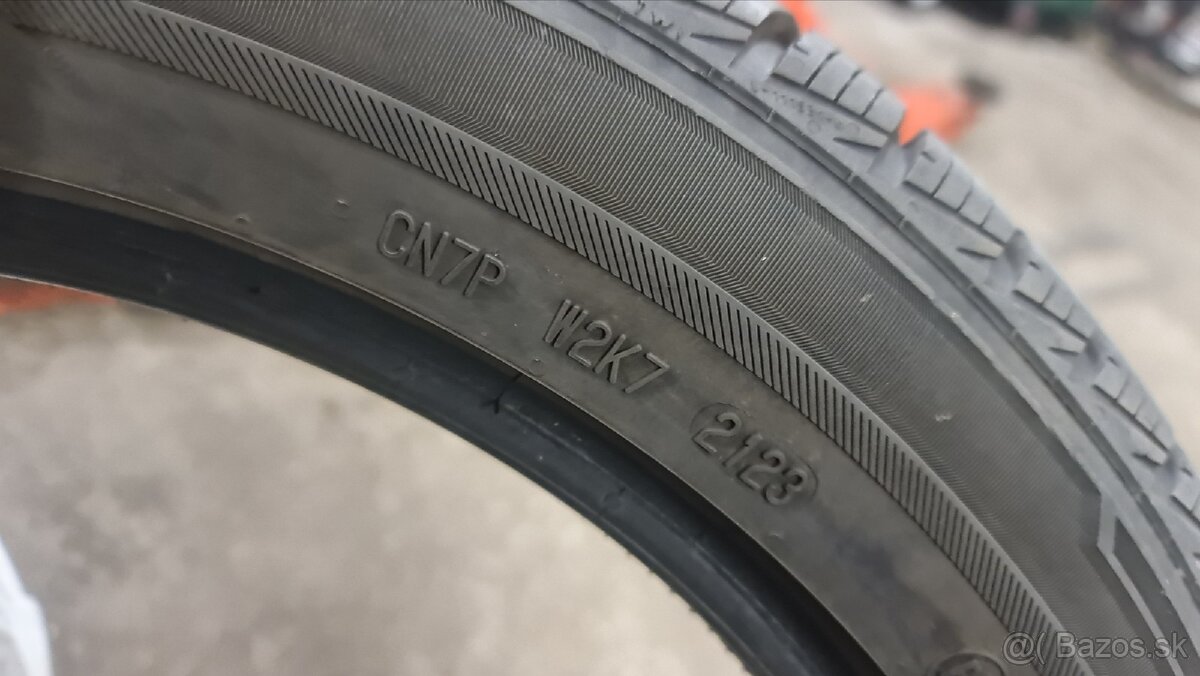 CN7P W2K7 2123
@( Bazos.sk